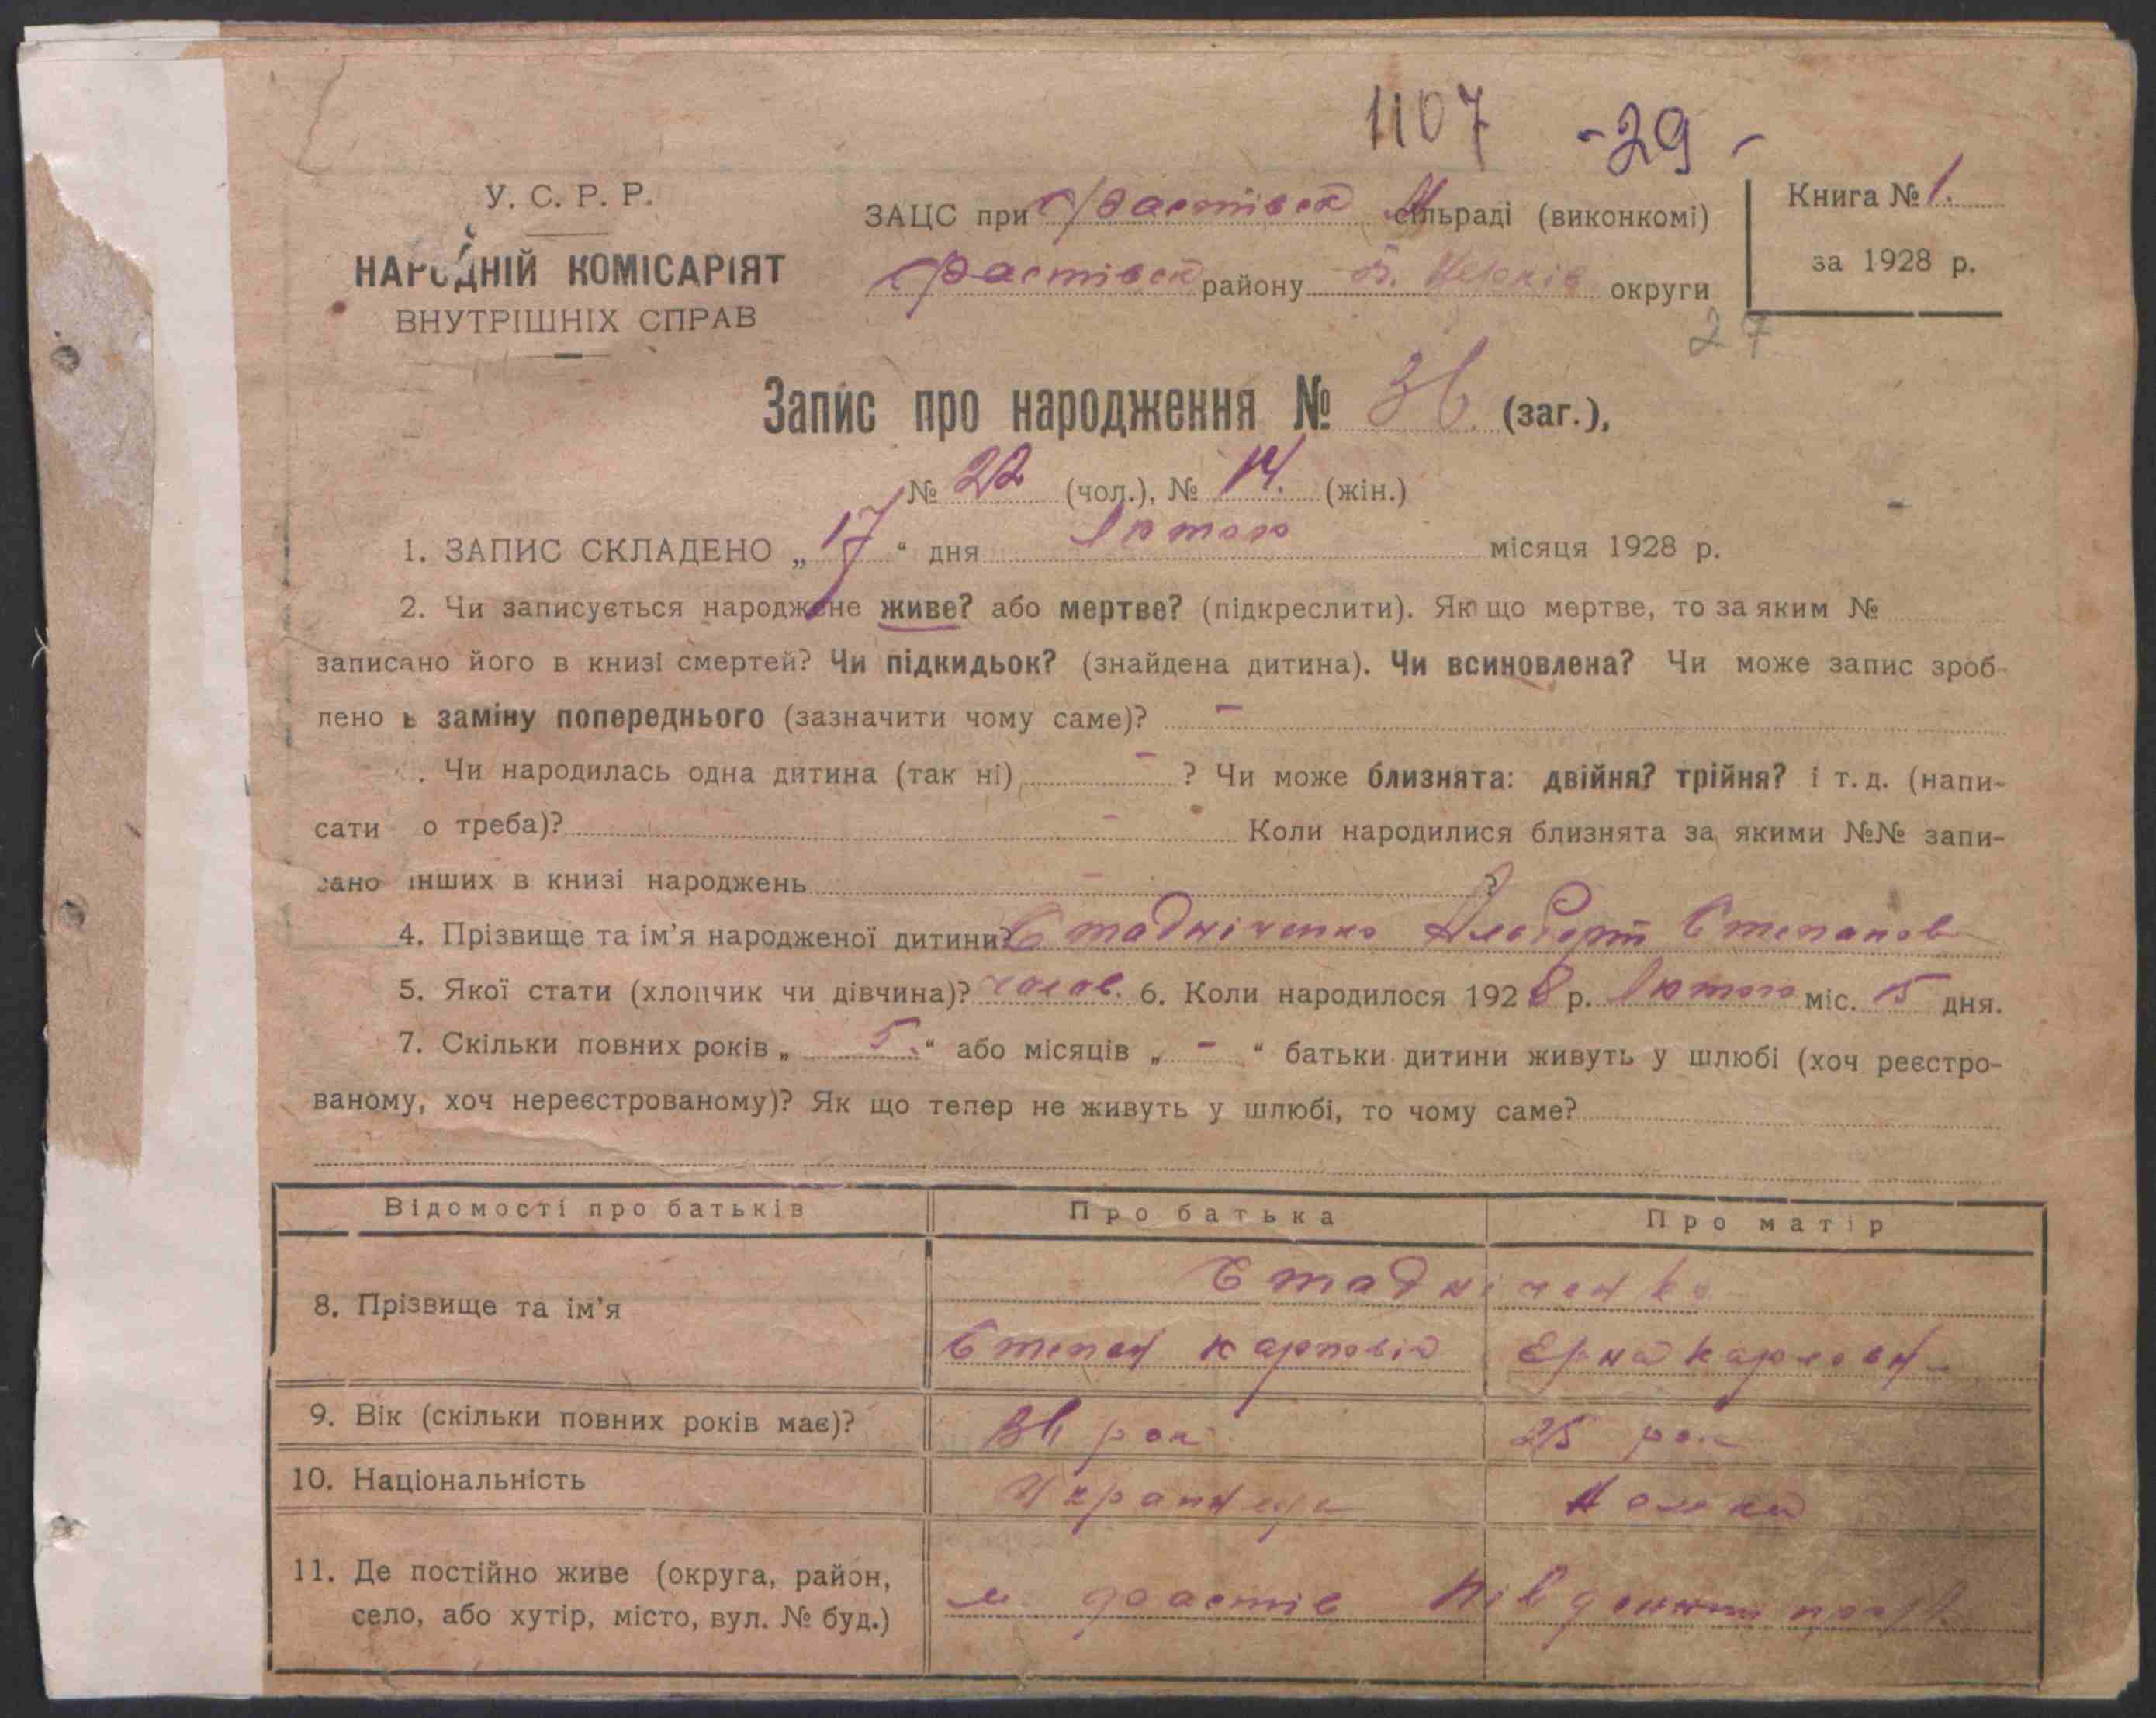 1107 -29-
У. С. Р. Р.
НАРОДНІЙ КОМІСАРІЯТ
ВНУТРІШНІХ СПРАВ
ЗАЦС при Фастівськ М сільраді (виконкомі)
Фастівськ району Б. Церків округи
Книга № 1.
за 1928 р.
27
Запис про народження № 36. (заг.),
№ 22 (чол.), № 14. (жін.)
1. ЗАПИС СКЛАДЕНО „17“ дня Лютого місяця 1928 р.
2. Чи записується народжене живе? або мертве? (підкреслити). Як що мертве, то за яким №
записано його в книзі смертей? Чи підкидьок? (знайдена дитина). Чи всиновлена? Чи може запис зроб-
лено в заміну попереднього (зазначити чому саме)? -
. Чи народилась одна дитина (так ні) - ? Чи може близнята: двійня? трійня? і т. д. (напи-
сати о треба)? - Коли народилися близнята за якими №№ запи-
сано інших в книзі народжень - ?
4. Прізвище та ім'я народженої дитини? Стадніченко Альберт Степанов
5. Якої стати (хлопчик чи дівчина)? чолов. 6. Коли народилося 1928 р. Лютого міс. 15 дня.
7. Скільки повних років „ 5. “ або місяців „ - “ батьки дитини живуть у шлюбі (хоч реєстро-
ваному, хоч нереєстрованому)? Як що тепер не живуть у шлюбі, то чому саме?
Відомості про батьків Про батька Про матір
8. Прізвище та ім'я Стадніченко
Степан Карпович Ерна Карловн
9. Вік (скільки повних років має)? 36 рок 25 рок
10. Національність Українець
11. Де постійно живе (округа, район,
село, або хутір, місто, вул. № буд.) м. Фастів